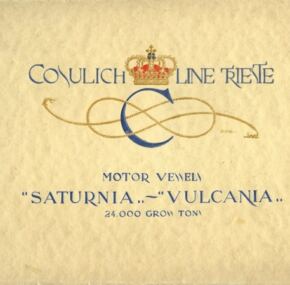 COSULICH LINE TRIESTE
C
MOTOR VESSELS
"SATURNIA„~"VULCANIA„
24.000 GROSS TONS